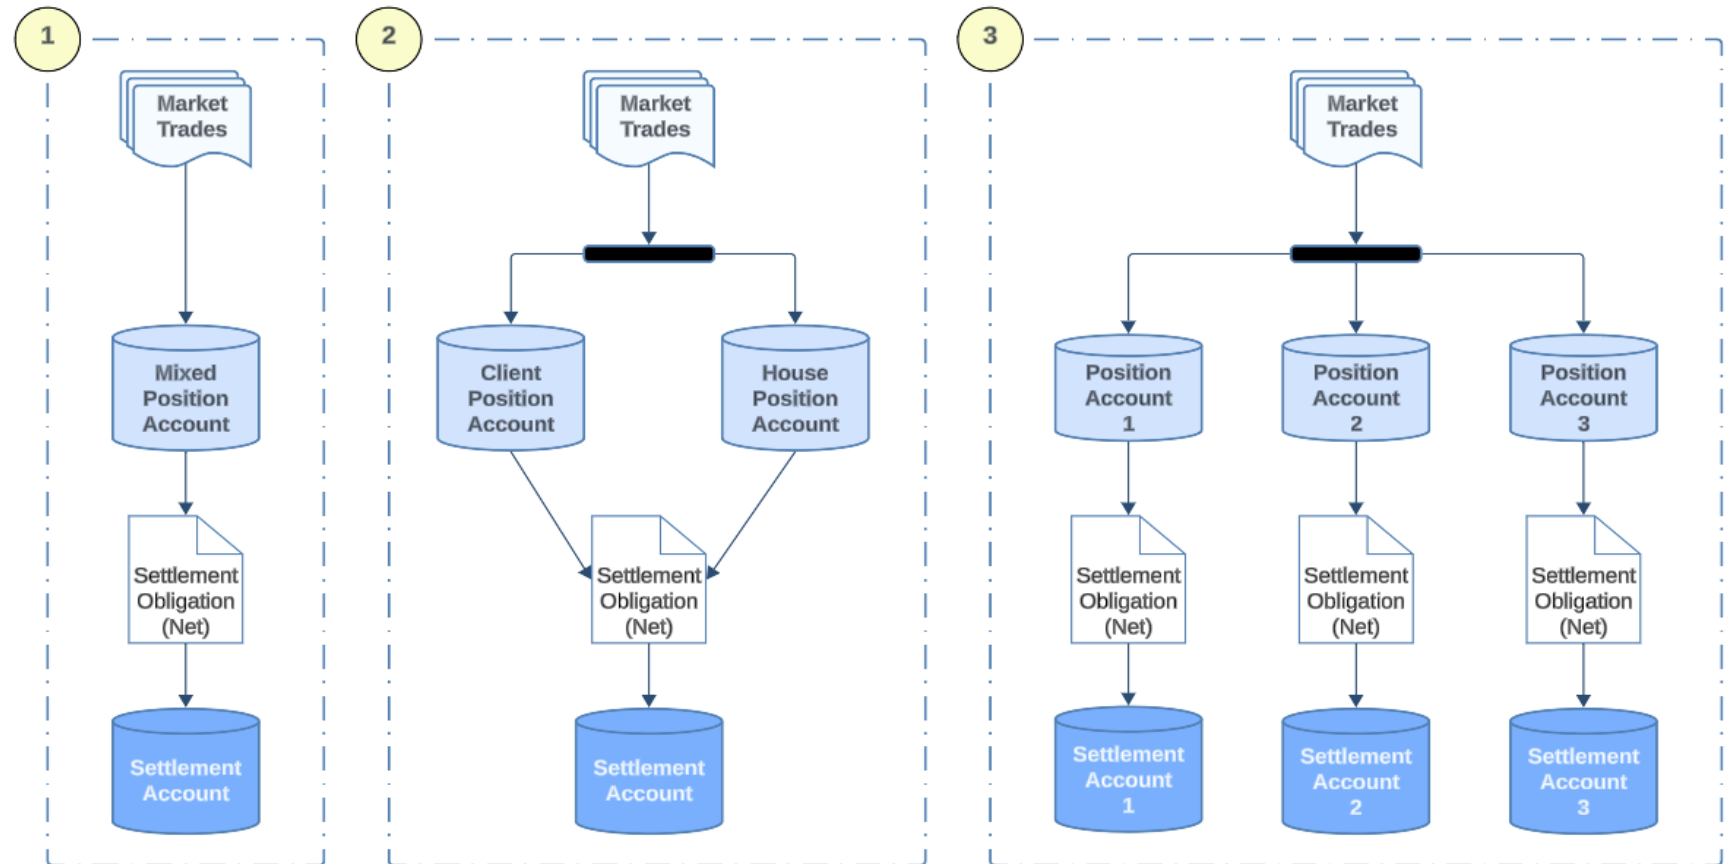 1
Market
Trades
Mixed
Position
Account
Settlement
Obligation
(Net)
Settlement
Account
2
Market
Trades
Client
Position
Account
House
Position
Account
Settlement
Obligation
(Net)
Settlement
Account
3
Market
Trades
Position
Account
1
Position
Account
2
Position
Account
3
Settlement
Obligation
(Net)
Settlement
Obligation
(Net)
Settlement
Obligation
(Net)
Settlement
Account
1
Settlement
Account
2
Settlement
Account
3